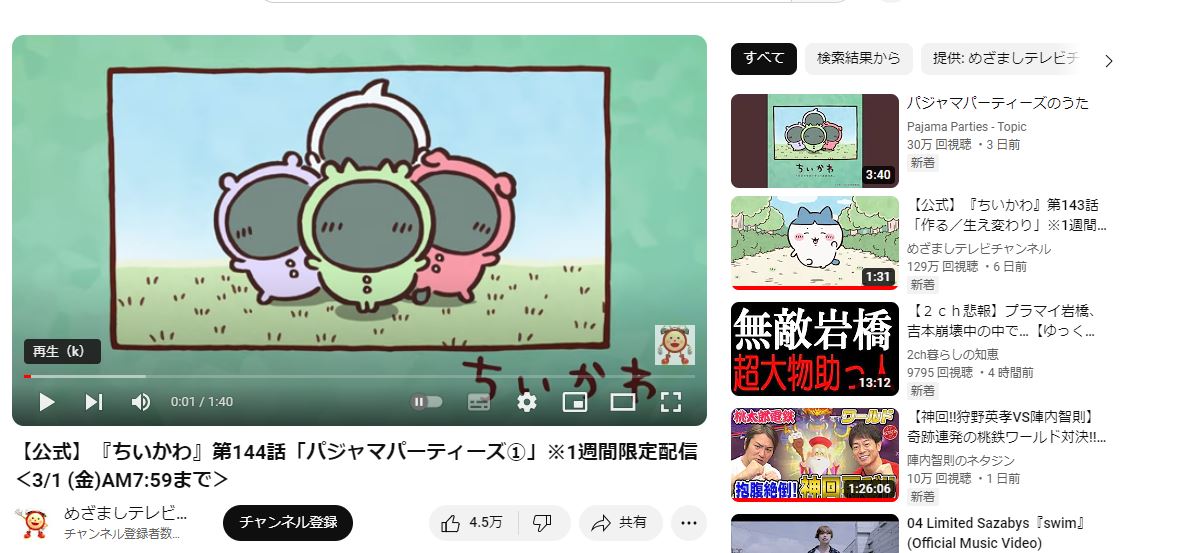 ちいかわ
再生（k）
0:01 / 1:40
【公式】『ちいかわ』第144話「パジャマパーティーズ①」※1週間限定配信
＜3/1 (金)AM7:59まで＞
めざましテレビ...
チャンネル登録者数...
チャンネル登録
4.5万
共有
すべて
検索結果から
提供: めざましテレビチ
3:40
ちいかわ
パジャマパーティーズのうた
Pajama Parties - Topic
30万 回視聴 ・3 日前
新着
1:31
【公式】『ちいかわ』第143話
「作る／生え変わり」※1週間...
めざましテレビチャンネル
129万 回視聴 ・6 日前
新着
無敵岩橋
超大物助っ人
13:12
【２ｃｈ悲報】プラマイ岩橋、
吉本崩壊中の中で...【ゆっく...
2ch暮らしの知恵
9795 回視聴 ・4 時間前
新着
桃太郎電鉄
ワールド
抱腹絶倒!
神回
1:26:06
【神回!!狩野英孝VS陣内智則】
奇跡連発の桃鉄ワールド対決!!...
陣内智則のネタジン
10万 回視聴 ・1 日前
新着
04 Limited Sazabys『swim』
(Official Music Video)